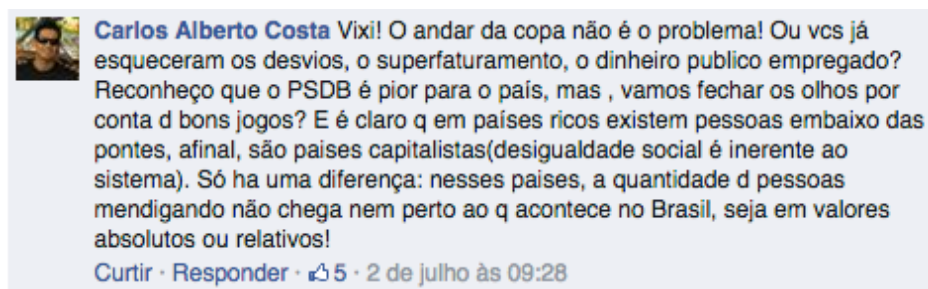 Carlos Alberto Costa Vixi! O andar da copa não é o problema! Ou vcs já
esqueceram os desvios, o superfaturamento, o dinheiro publico empregado?
Reconheço que o PSDB é pior para o país, mas , vamos fechar os olhos por
conta d bons jogos? E é claro q em países ricos existem pessoas embaixo das
pontes, afinal, são paises capitalistas(desigualdade social é inerente ao
sistema). Só ha uma diferença: nesses paises, a quantidade d pessoas
mendigando não chega nem perto ao q acontece no Brasil, seja em valores
absolutos ou relativos!
Curtir · Responder · 5 · 2 de julho às 09:28